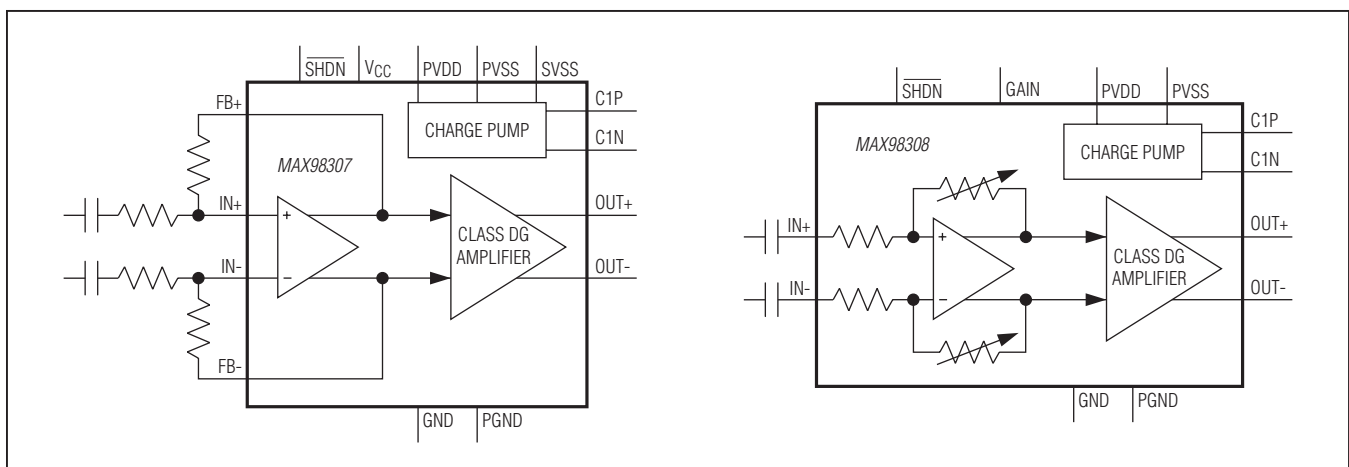 SHDN
VCC
PVDD
PVSS
SVSS
FB+
C1P
CHARGE PUMP
C1N
MAX98307
IN+
+
OUT+
CLASS DG
AMPLIFIER
IN-
−
OUT-
FB-
GND
PGND
SHDN
GAIN
PVDD
PVSS
C1P
MAX98308
CHARGE PUMP
C1N
IN+
+
OUT+
CLASS DG
AMPLIFIER
IN-
−
OUT-
GND
PGND